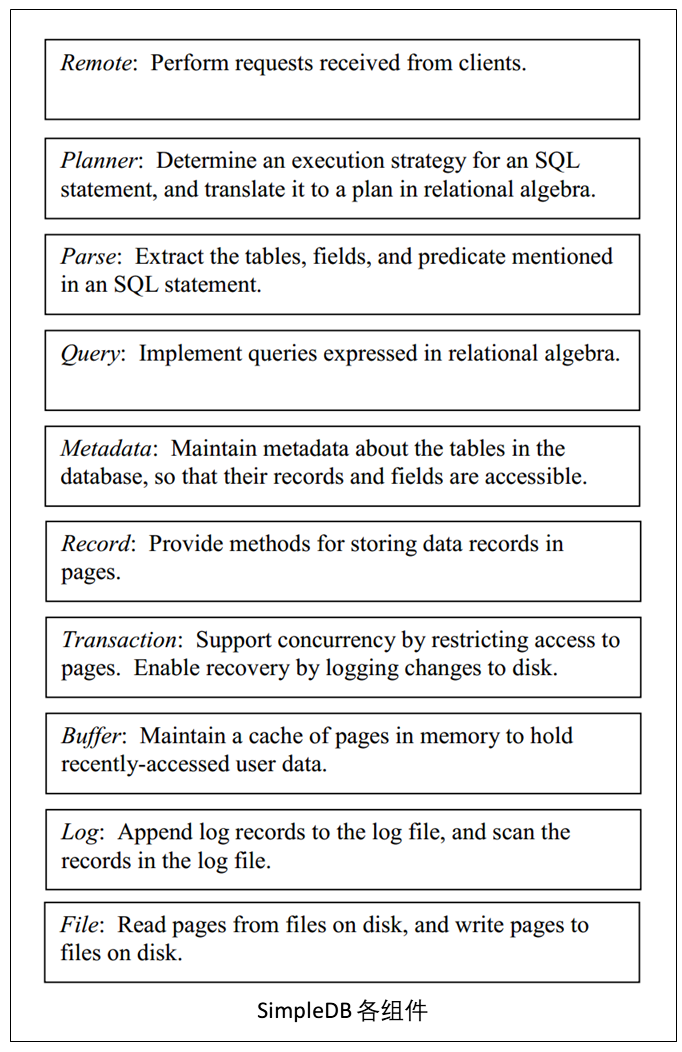 Remote: Perform requests received from clients.
Planner: Determine an execution strategy for an SQL
statement, and translate it to a plan in relational algebra.
Parse: Extract the tables, fields, and predicate mentioned
in an SQL statement.
Query: Implement queries expressed in relational algebra.
Metadata: Maintain metadata about the tables in the
database, so that their records and fields are accessible.
Record: Provide methods for storing data records in
pages.
Transaction: Support concurrency by restricting access to
pages. Enable recovery by logging changes to disk.
Buffer: Maintain a cache of pages in memory to hold
recently-accessed user data.
Log: Append log records to the log file, and scan the
records in the log file.
File: Read pages from files on disk, and write pages to
files on disk.
SimpleDB 各组件